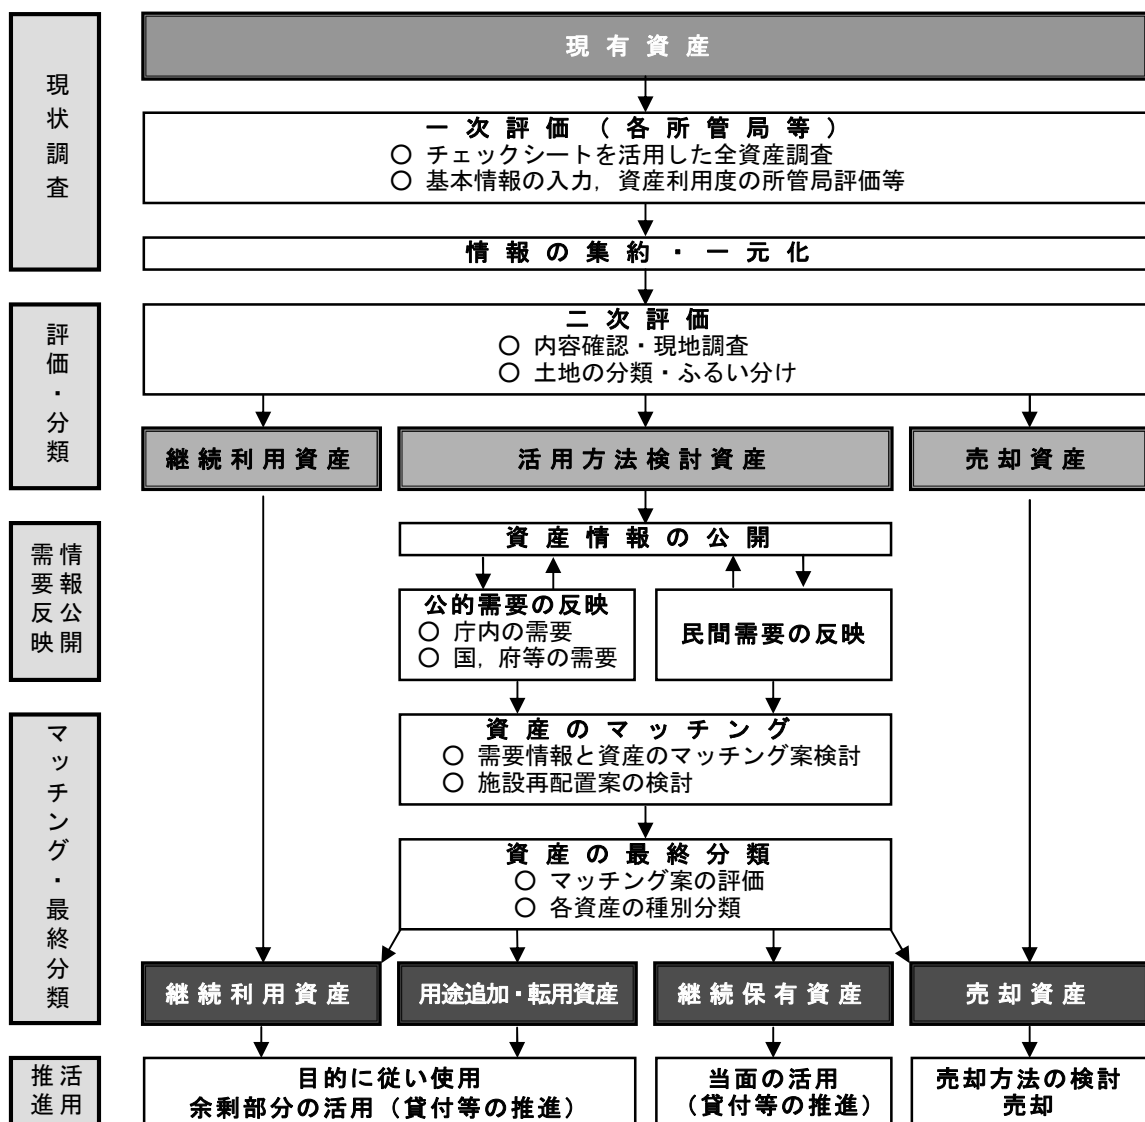 現状調査
現有資産
一次評価（各所管局等）
○ チェックシートを活用した全資産調査
○ 基本情報の入力，資産利用度の所管局評価等
情報の集約・一元化
評価・分類
二次評価
○ 内容確認・現地調査
○ 土地の分類・ふるい分け
継続利用資産
活用方法検討資産
売却資産
情報公開
需要反映
資産情報の公開
公的需要の反映
○ 庁内の需要
○ 国，府等の需要
民間需要の反映
マッチング・最終分類
資産のマッチング
○ 需要情報と資産のマッチング案検討
○ 施設再配置案の検討
資産の最終分類
○ マッチング案の評価
○ 各資産の種別分類
継続利用資産
用途追加・転用資産
継続保有資産
売却資産
活用
推進
目的に従い使用
余剰部分の活用（貸付等の推進）
当面の活用
（貸付等の推進）
売却方法の検討
売却